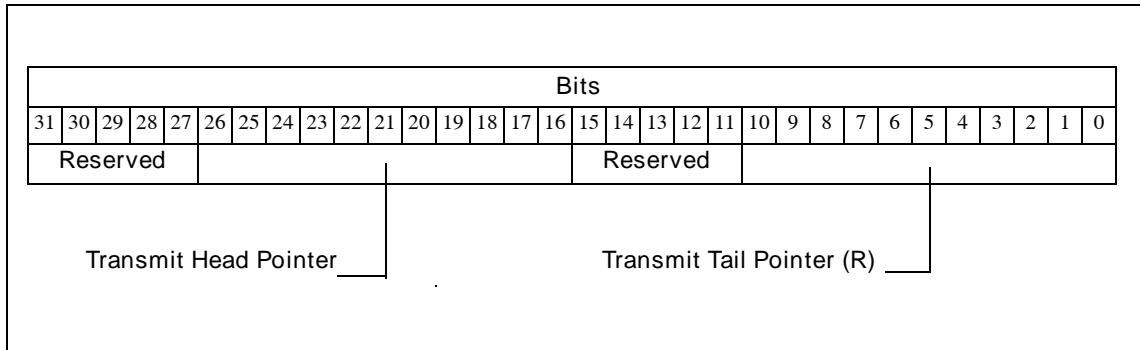 Bits
31 30 29 28 27 26 25 24 23 22 21 20 19 18 17 16 15 14 13 12 11 10 9 8 7 6 5 4 3 2 1 0
Reserved Reserved
Transmit Head Pointer Transmit Tail Pointer (R)